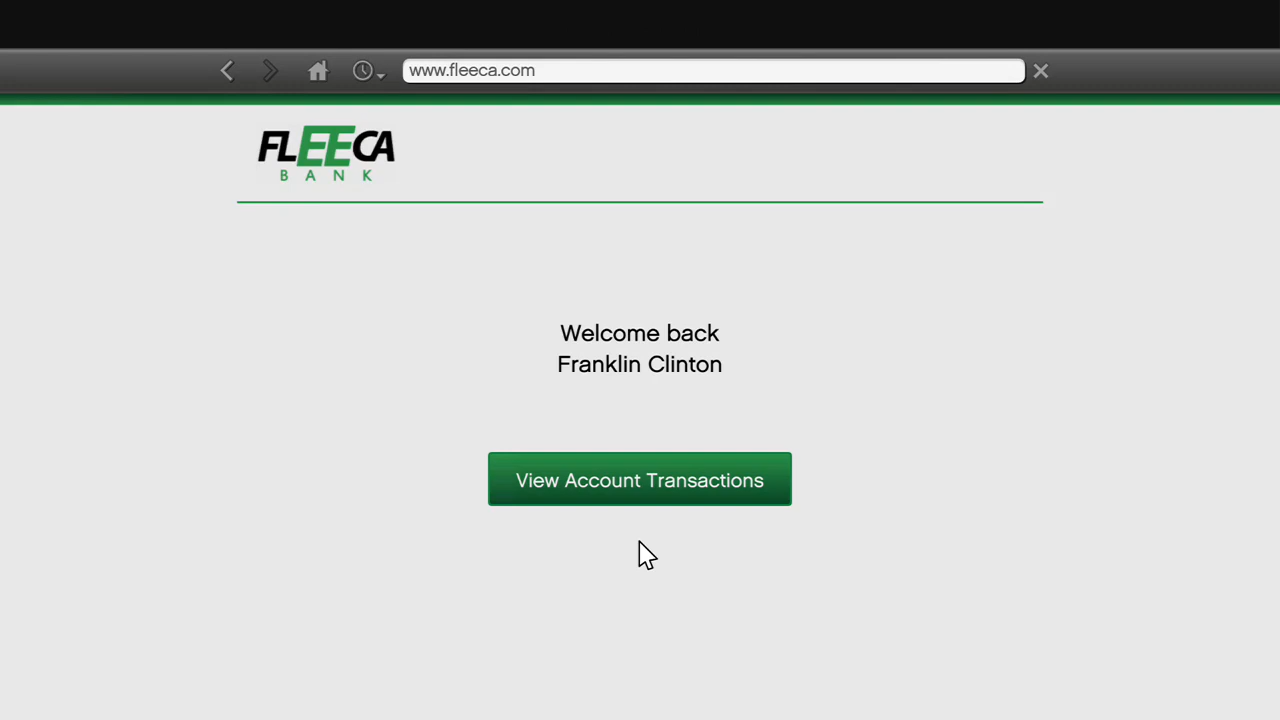 www.fleeca.com
FLEECA
BANK
Welcome back
Franklin Clinton
View Account Transactions